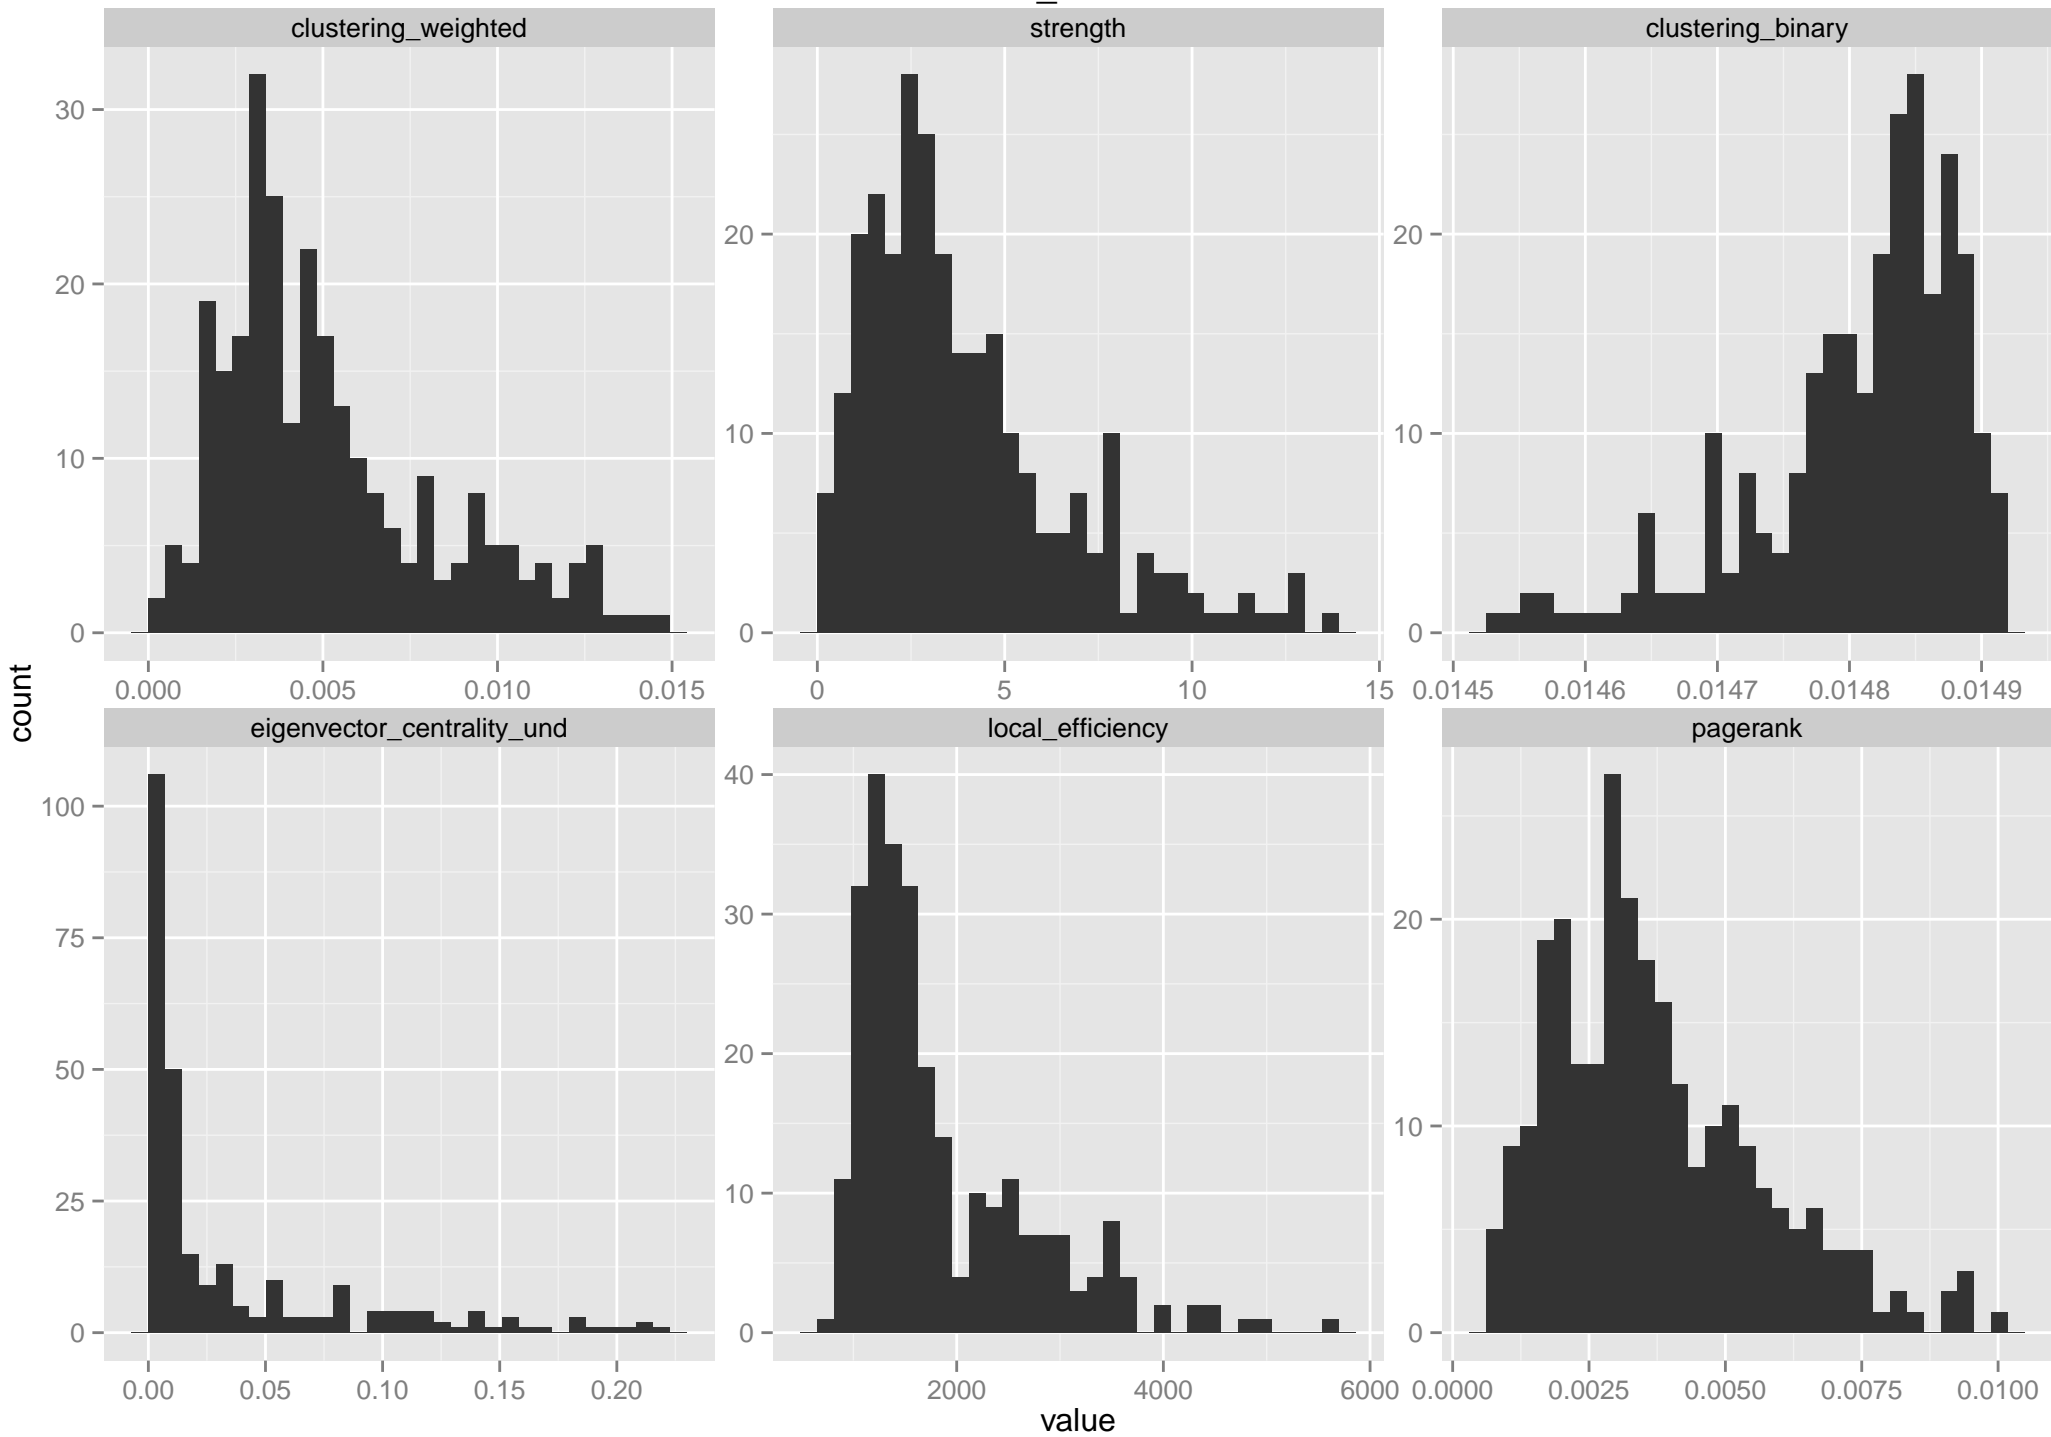 _
clustering_weighted
strength
clustering_binary
30
20
10
0
20
10
0
20
10
0
0.000 0.005 0.010 0.015
0 5 10 15
0.0145 0.0146 0.0147 0.0148 0.0149
count
eigenvector_centrality_und
local_efficiency
pagerank
100
75
50
25
0
40
30
20
10
0
20
10
0
0.00 0.05 0.10 0.15 0.20
2000 4000 6000
0.0000 0.0025 0.0050 0.0075 0.0100
value